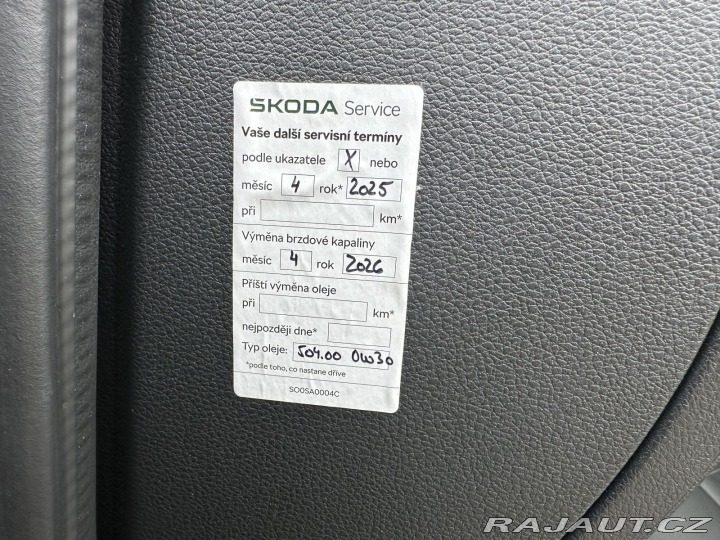 ŠKODA Service
Vaše další servisní termíny
podle ukazatele X nebo
měsíc 4 rok* 2025
při km*
Výměna brzdové kapaliny
měsíc 4 rok 2026
Příští výměna oleje
při km*
nejpozději dne*
Typ oleje: 504.00 0W30
*podle toho, co nastane dříve
SO0SA0004C
RAJAUT.CZ